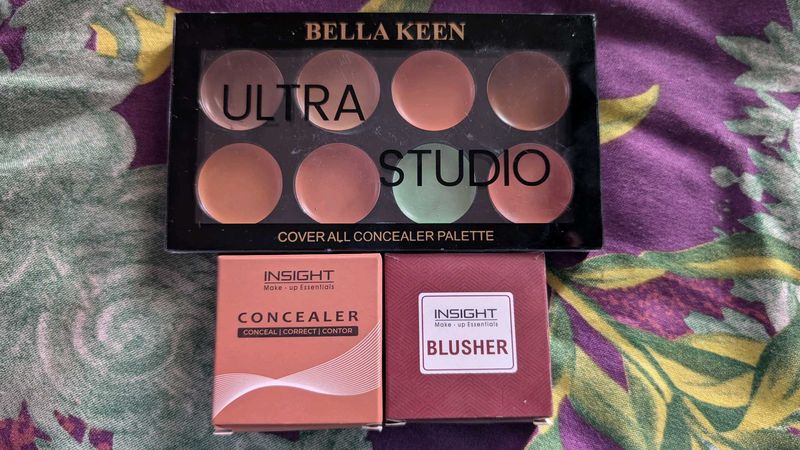 BELLA KEEN
ULTRA
STUDIO
COVER ALL CONCEALER PALETTE
INSIGHT
Make - up Essentials
CONCEALER
CONCEAL | CORRECT | CONTOR
INSIGHT
Make - up Essentials
BLUSHER